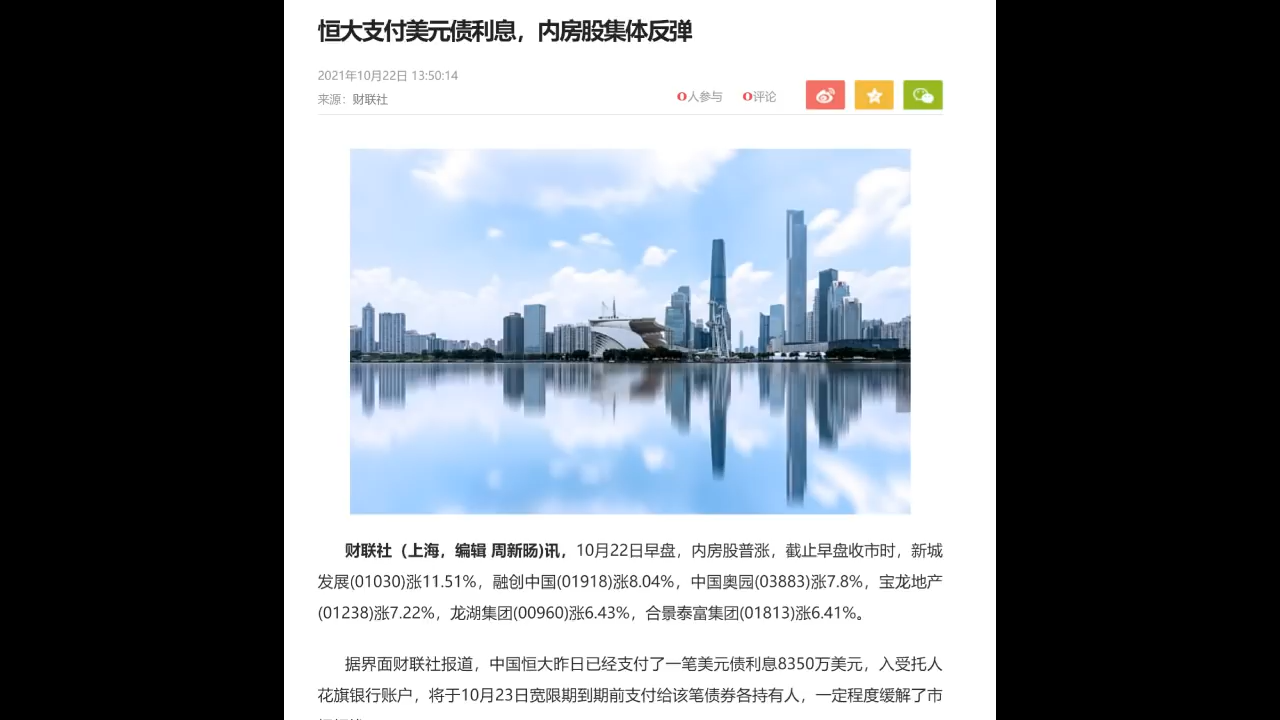 恒大支付美元债利息，内房股集体反弹
2021年10月22日 13:50:14
来源：财联社
0人参与 0评论
财联社（上海，编辑 周新旸)讯，10月22日早盘，内房股普涨，截止早盘收市时，新城
发展(01030)涨11.51%，融创中国(01918)涨8.04%，中国奥园(03883)涨7.8%，宝龙地产
(01238)涨7.22%，龙湖集团(00960)涨6.43%，合景泰富集团(01813)涨6.41%。
据界面财联社报道，中国恒大昨日已经支付了一笔美元债利息8350万美元，入受托人
花旗银行账户，将于10月23日宽限期到期前支付给该笔债券各持有人，一定程度缓解了市